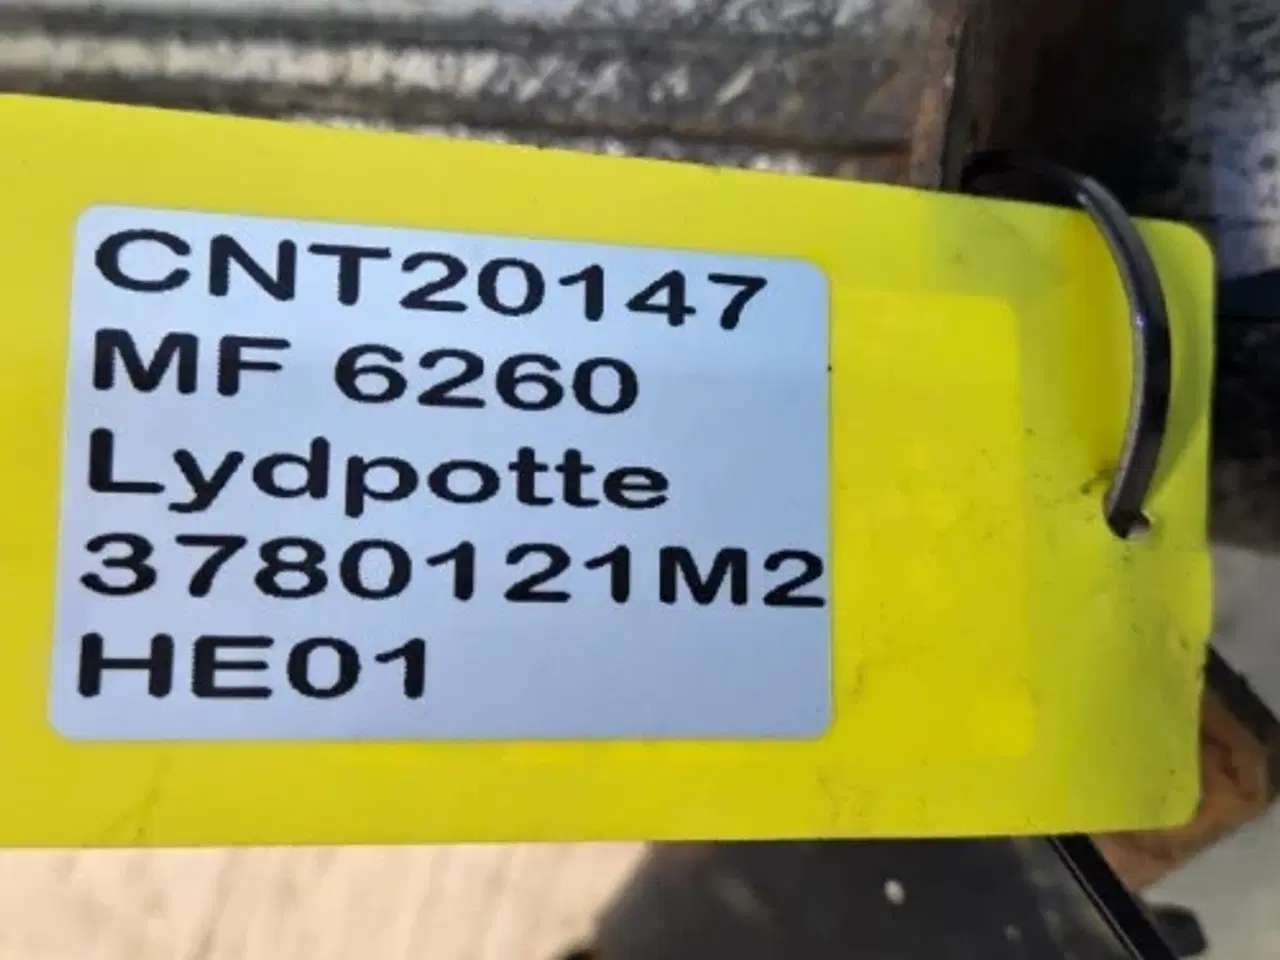 CNT20147
MF 6260
Lydpotte
3780121M2
HE01